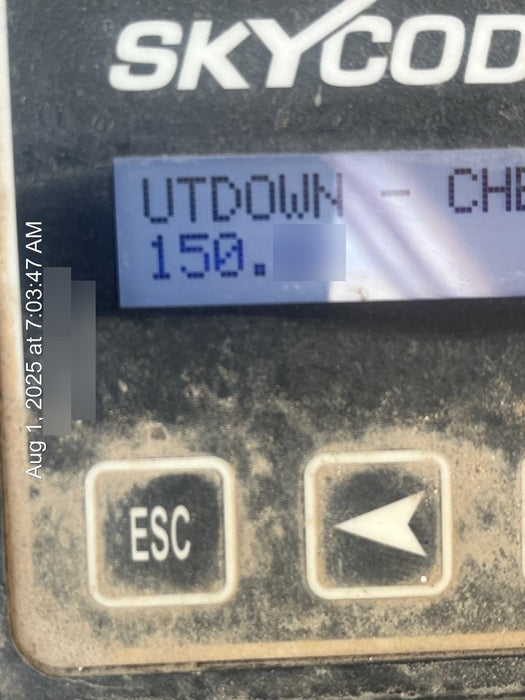 SKYCOD
UTDOWN - CHE
150.
ESC
Aug 1, 2025 at 7:03:47 AM